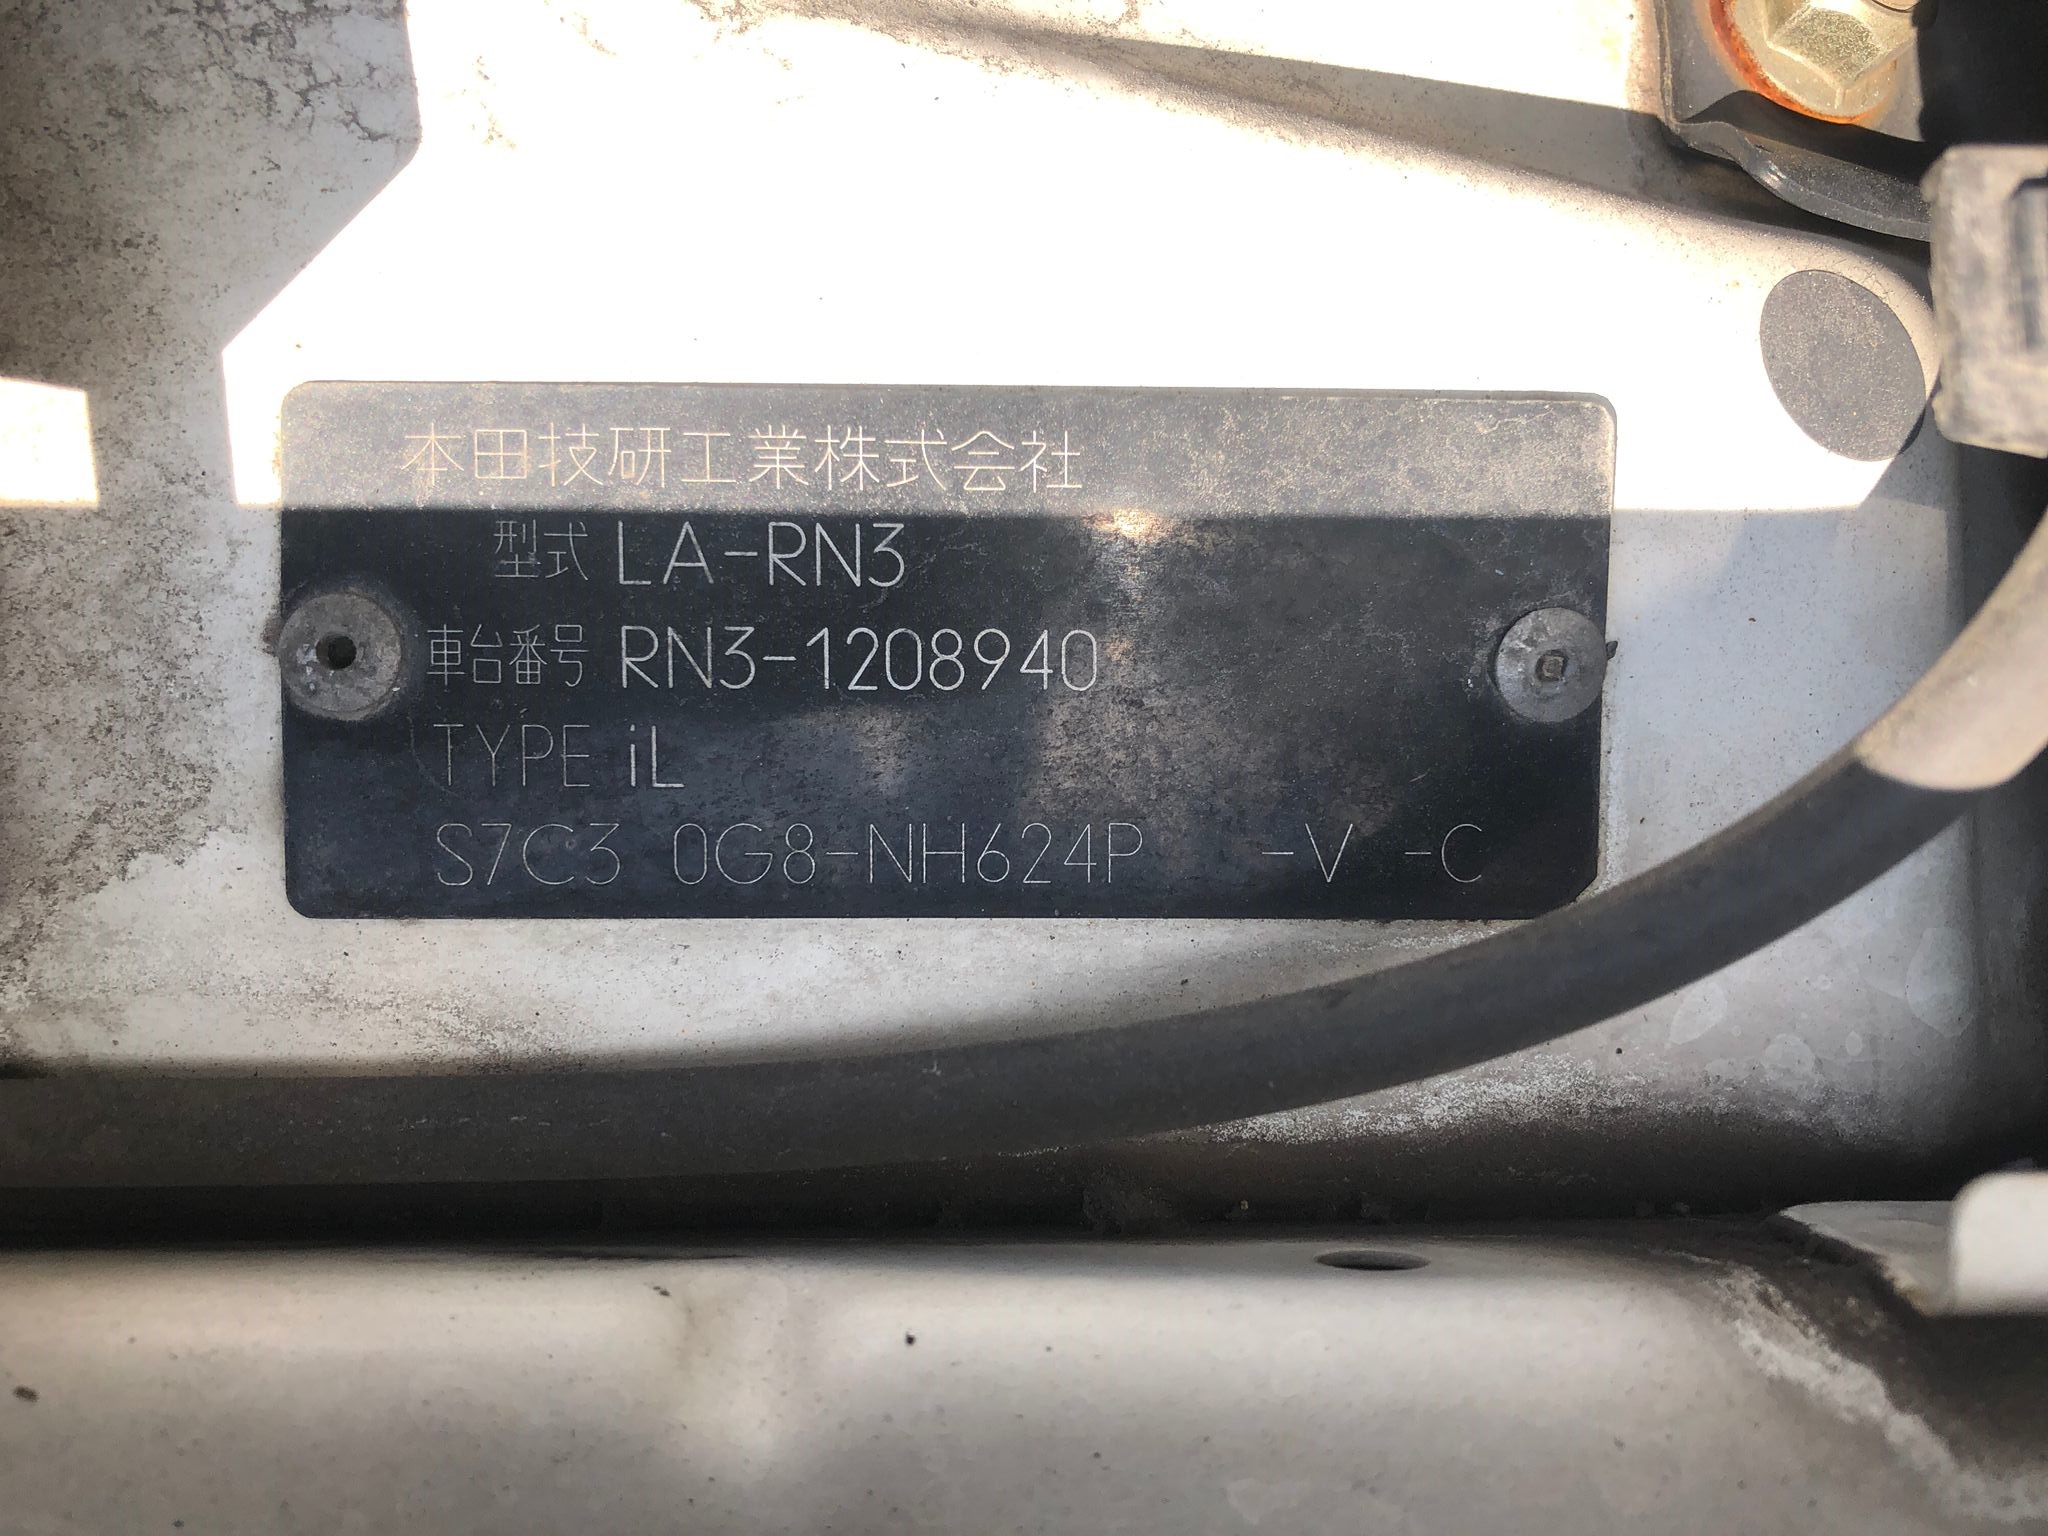 本田技研工業株式会社
型式 LA-RN3
車台番号 RN3-1208940
TYPE iL
S7C3 0G8-NH624P -V -C